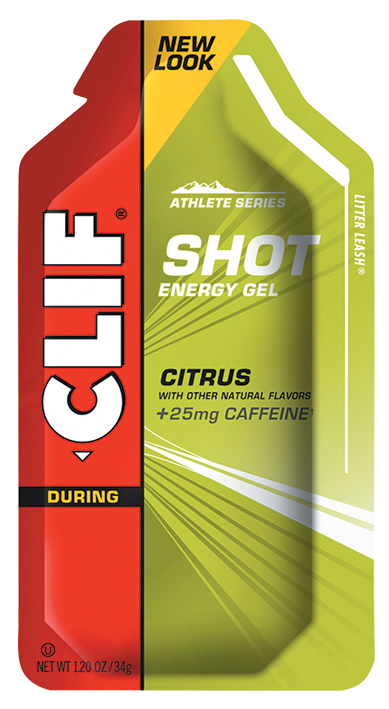 NEW
LOOK
ATHLETE SERIES
SHOT
ENERGY GEL
LITTER LEASH®
CLIF®
CITRUS
WITH OTHER NATURAL FLAVORS
+25mg CAFFEINE†
DURING
U
NET WT 1.20 OZ/34g